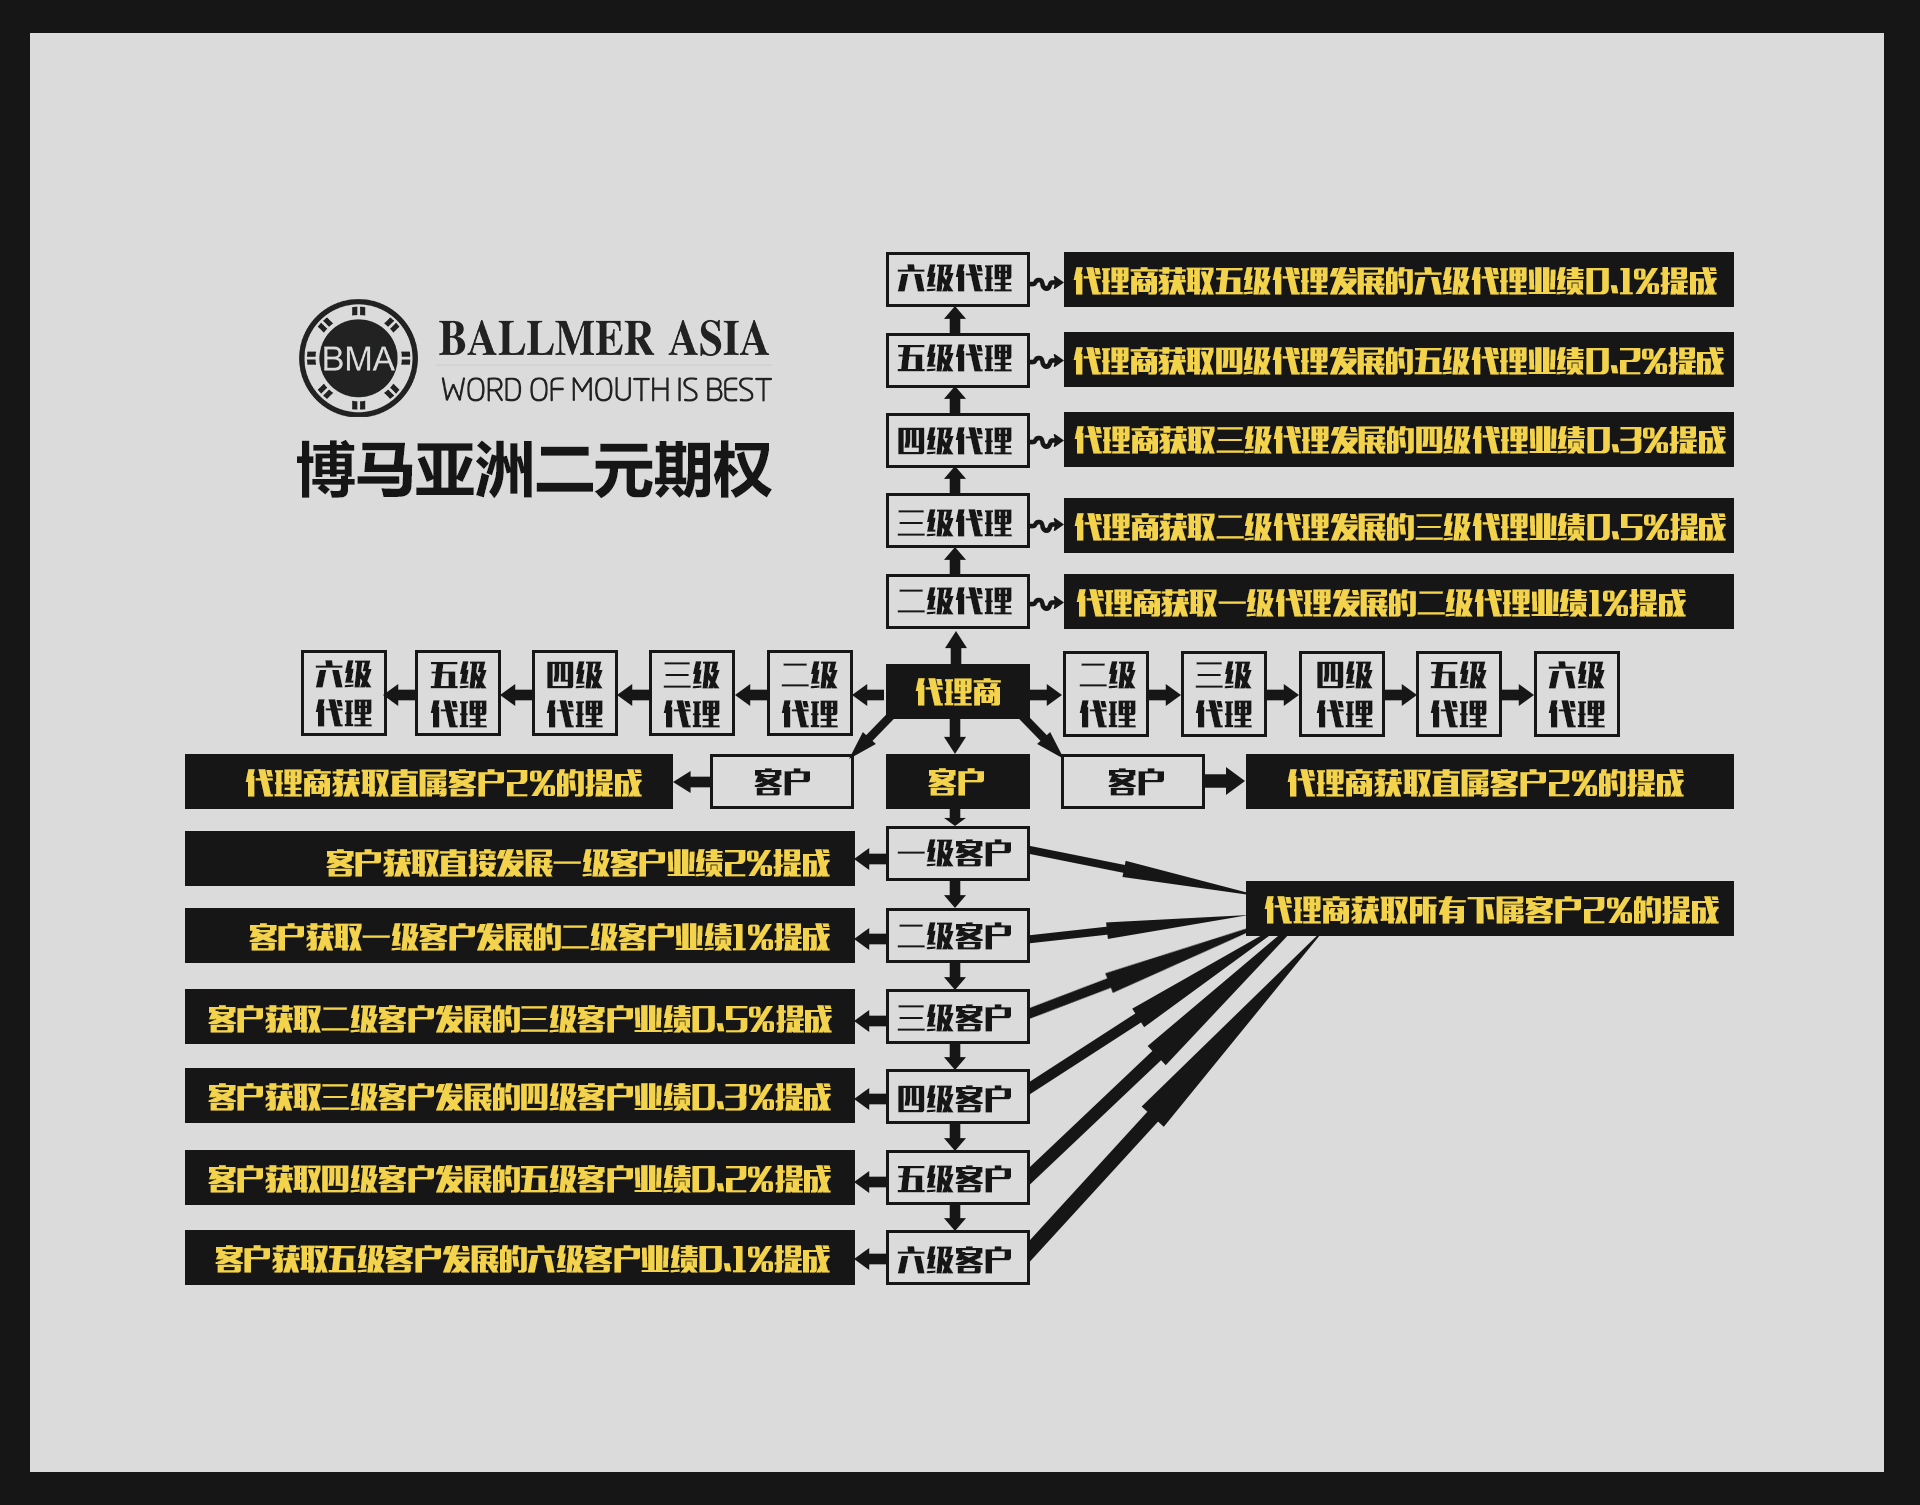 BMA
BALLMER ASIA
WORD OF MOUTH IS BEST
博马亚洲二元期权
六级代理
代理商获取五级代理发展的六级代理业绩0.1%提成
五级代理
代理商获取四级代理发展的五级代理业绩0.2%提成
四级代理
代理商获取三级代理发展的四级代理业绩0.3%提成
三级代理
代理商获取二级代理发展的三级代理业绩0.5%提成
二级代理
代理商获取一级代理发展的二级代理业绩1%提成
六级
代理
五级
代理
四级
代理
三级
代理
二级
代理
代理商
二级
代理
三级
代理
四级
代理
五级
代理
六级
代理
代理商获取直属客户2%的提成
客户
客户
客户
代理商获取直属客户2%的提成
客户获取直接发展一级客户业绩2%提成
一级客户
代理商获取所有下属客户2%的提成
客户获取一级客户发展的二级客户业绩1%提成
二级客户
客户获取二级客户发展的三级客户业绩0.5%提成
三级客户
客户获取三级客户发展的四级客户业绩0.3%提成
四级客户
客户获取四级客户发展的五级客户业绩0.2%提成
五级客户
客户获取五级客户发展的六级客户业绩0.1%提成
六级客户